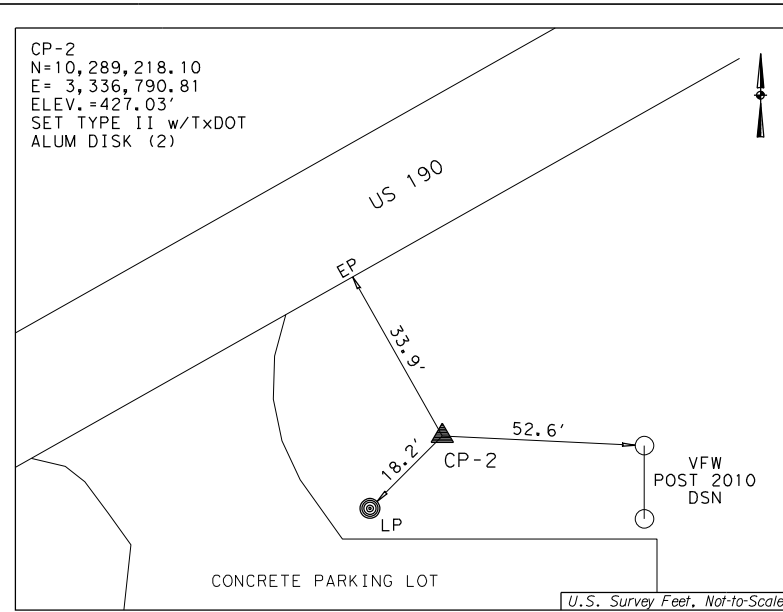 CP-2
N=10,289,218.10
E= 3,336,790.81
ELEV.=427.03'
SET TYPE II w/TxDOT
ALUM DISK (2)
US 190
EP
33.9'
52.6'
18.2'
CP-2
LP
VFW
POST 2010
DSN
CONCRETE PARKING LOT
U.S. Survey Feet, Not-to-Scale